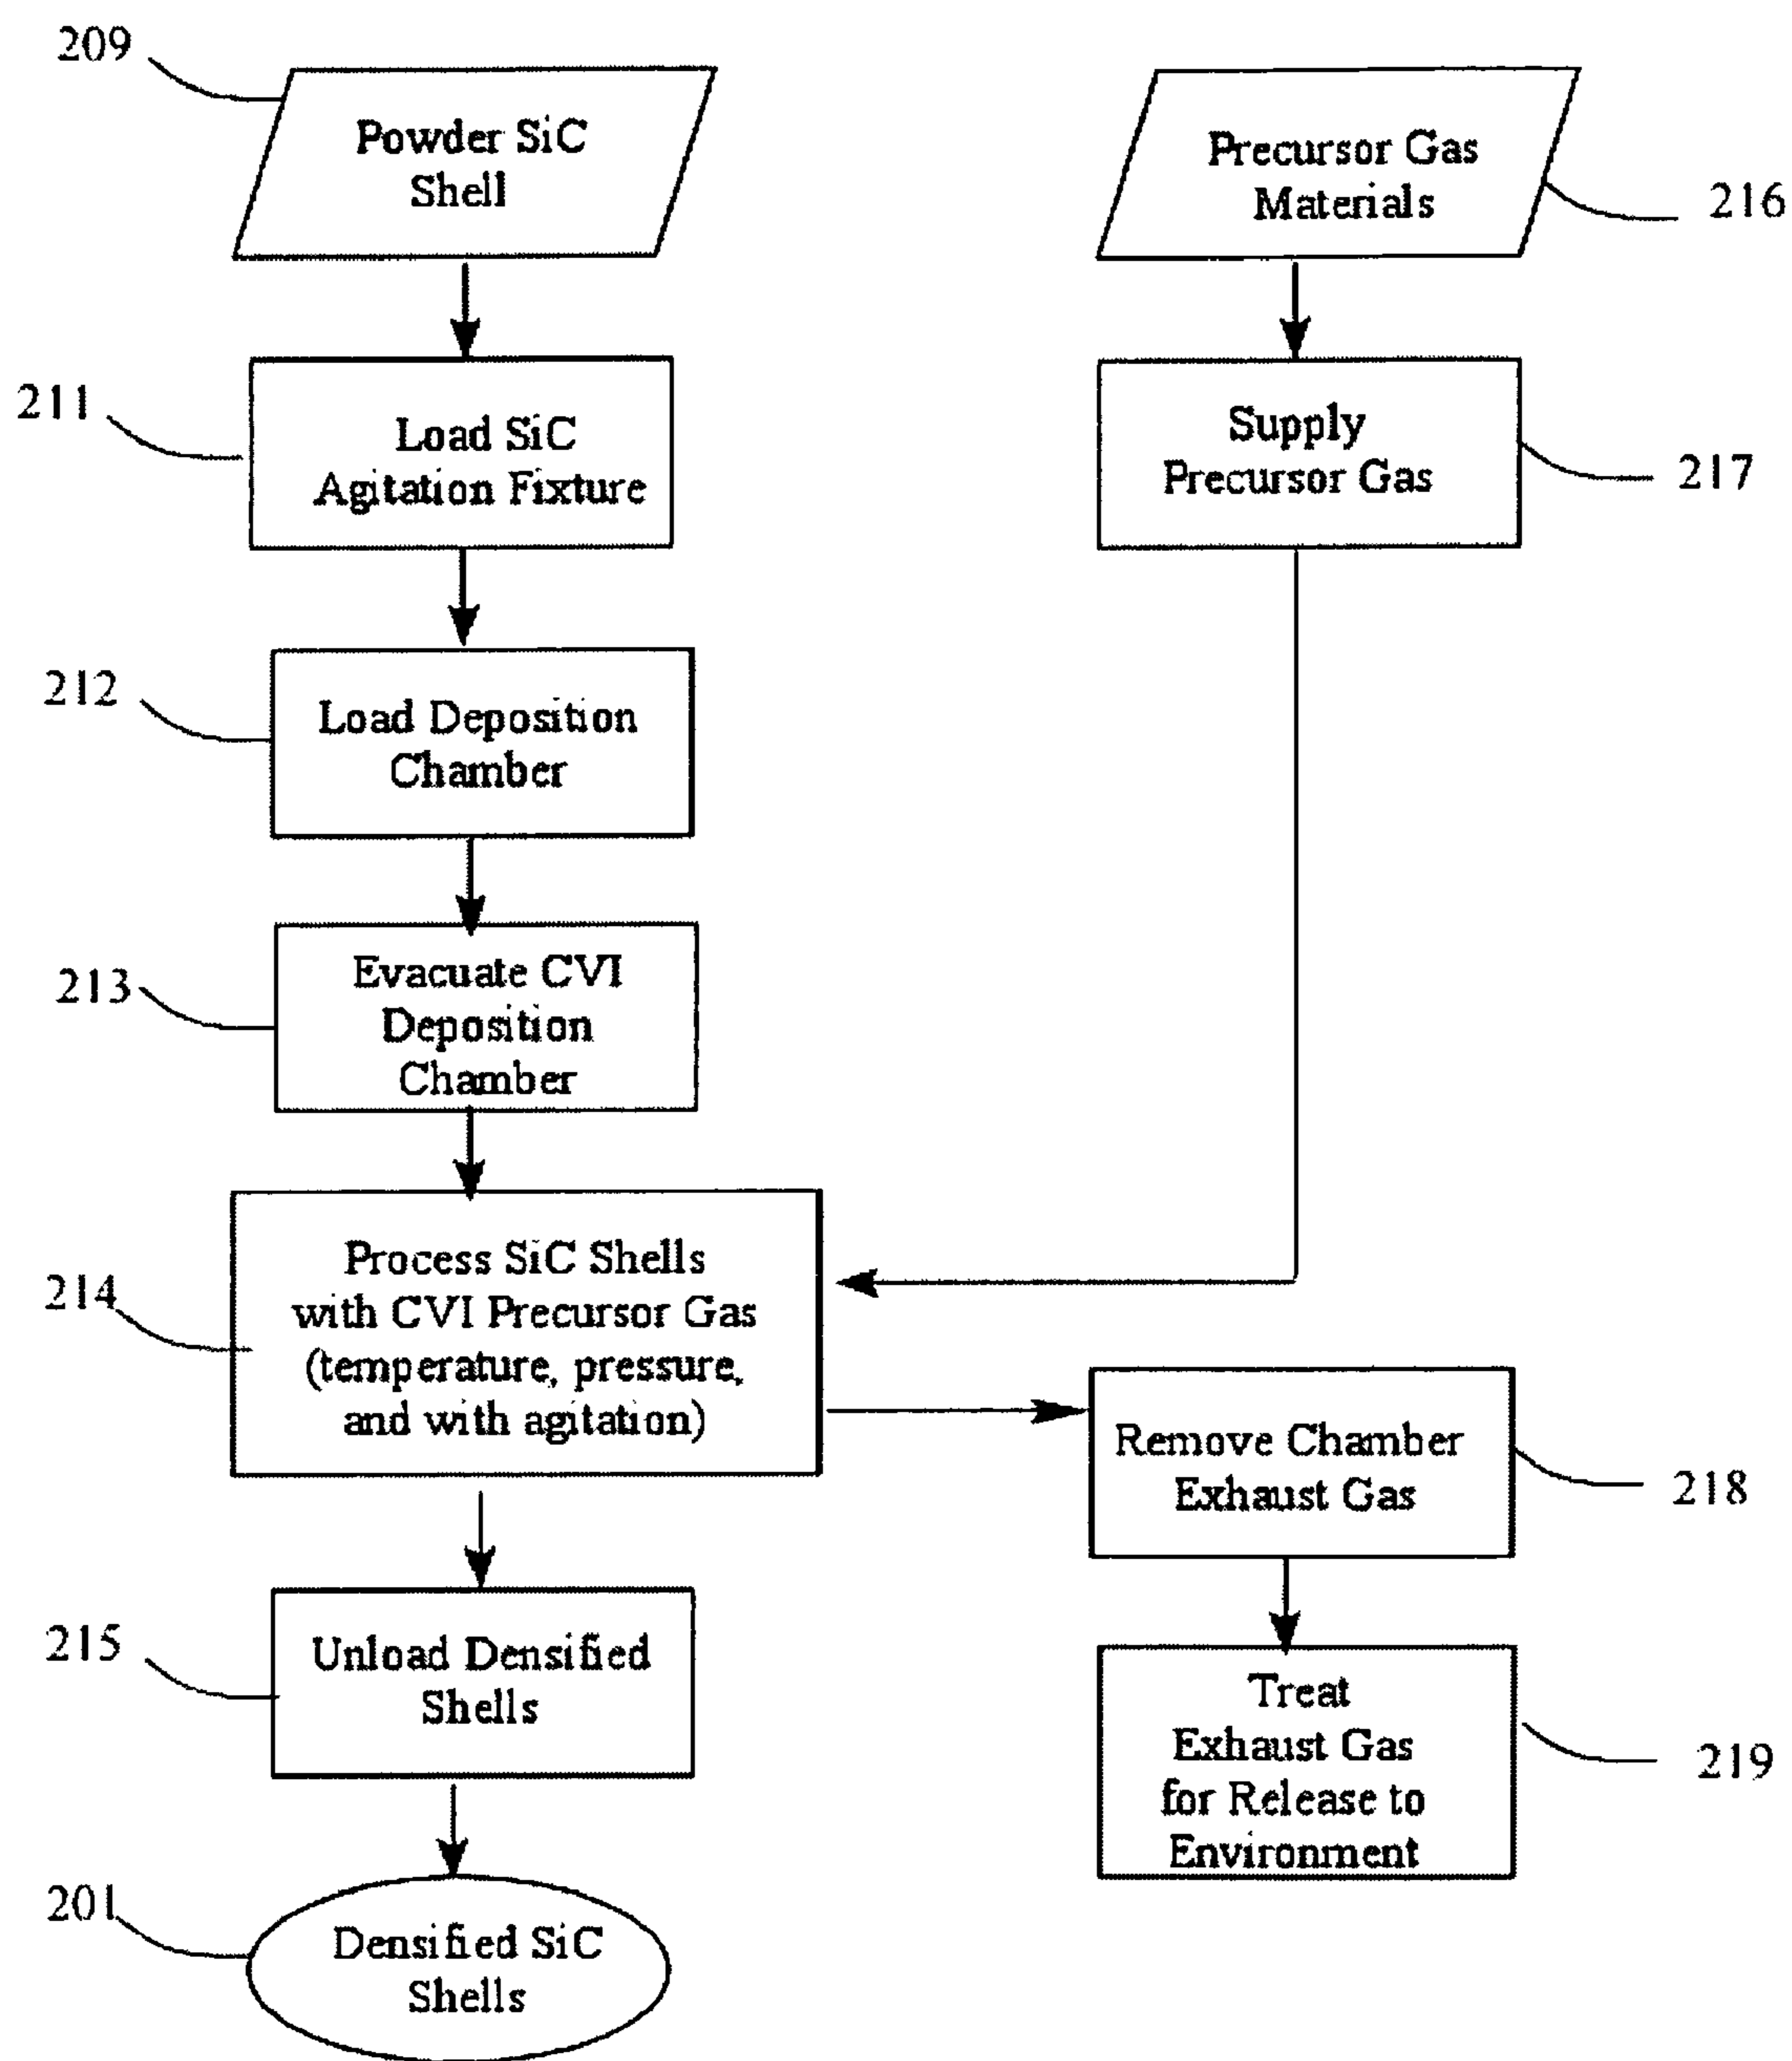 209
Powder SiC
Shell
Precursor Gas
Materials
216
211
Load SiC
Agitation Fixture
Supply
Precursor Gas
217
212
Load Deposition
Chamber
213
Evacuate CVI
Deposition
Chamber
214
Process SiC Shells
with CVI Precursor Gas
(temperature, pressure,
and with agitation)
Remove Chamber
Exhaust Gas
218
215
Unload Densified
Shells
Treat
Exhaust Gas
for Release to
Environment
219
201
Densified SiC
Shells